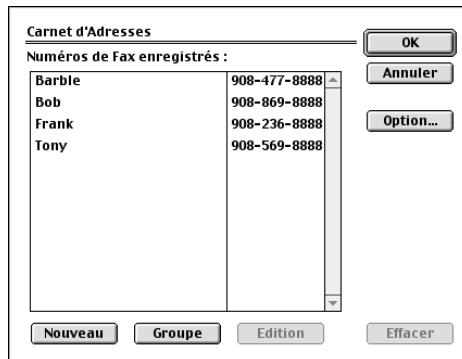 Carnet d'Adresses
OK
Numéros de Fax enregistrés :
Annuler
Barble 908-477-8888
Bob 908-869-8888
Frank 908-236-8888
Option...
Tony 908-569-8888
Nouveau Groupe Edition Effacer